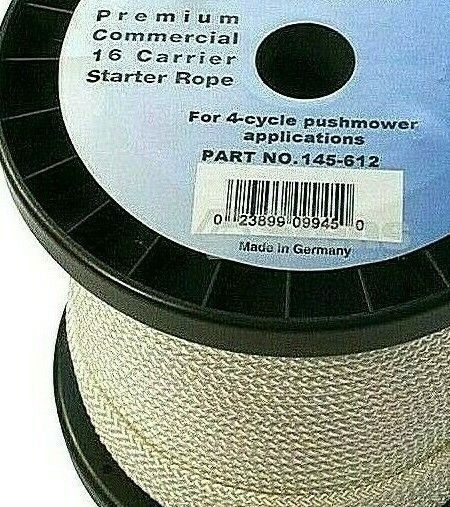 Premium
Commercial
16 Carrier
Starter Rope
For 4-cycle pushmower
applications
PART NO. 145-612
0 23899 09945 0
Made in Germany